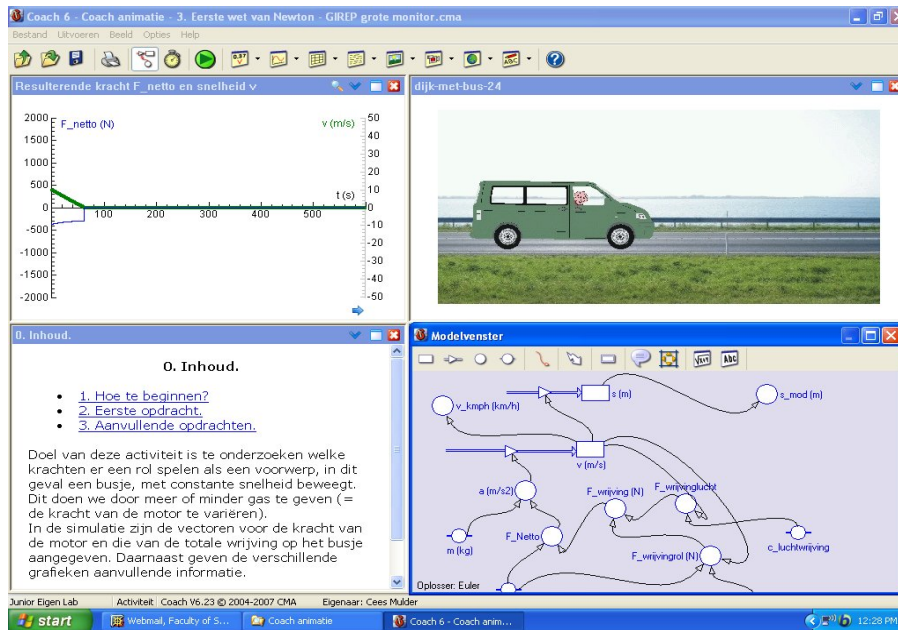 Coach 6 - Coach animatie - 3. Eerste wet van Newton - GIREP grote monitor.cma
Bestand Uitvoeren Beeld Opties Help
Resulterende kracht F_netto en snelheid v
2000
1500
1000
500
0
-500
-1000
-1500
-2000
F_netto (N)
v (m/s)
50
40
30
20
10
0
-10
-20
-30
-40
-50
t (s)
100
200
300
400
500
dijk-met-bus-24
0. Inhoud.
0. Inhoud.
• 1. Hoe te beginnen?
• 2. Eerste opdracht.
• 3. Aanvullende opdrachten.
Doel van deze activiteit is te onderzoeken welke
krachten er een rol spelen als een voorwerp, in dit
geval een busje, met constante snelheid beweegt.
Dit doen we door meer of minder gas te geven (=
de kracht van de motor te variëren).
In de simulatie zijn de vectoren voor de kracht van
de motor en die van de totale wrijving op het busje
aangegeven. Daarnaast geven de verschillende
grafieken aanvullende informatie.
Modelvenster
v_kmph (km/h)
s (m)
s_mod (m)
v (m/s)
a (m/s2)
F_wrijving (N)
F_wrijvinglucht
m (kg)
F_Netto
c_luchtwrijving
F_wrijvingrol (N)
Oplosser: Euler
Junior Eigen Lab
Activiteit Coach V6.23 © 2004-2007 CMA
Eigenaar: Cees Mulder
start
Webmail, Faculty of S...
Coach animatie
Coach 6 - Coach anim...
12:28 PM